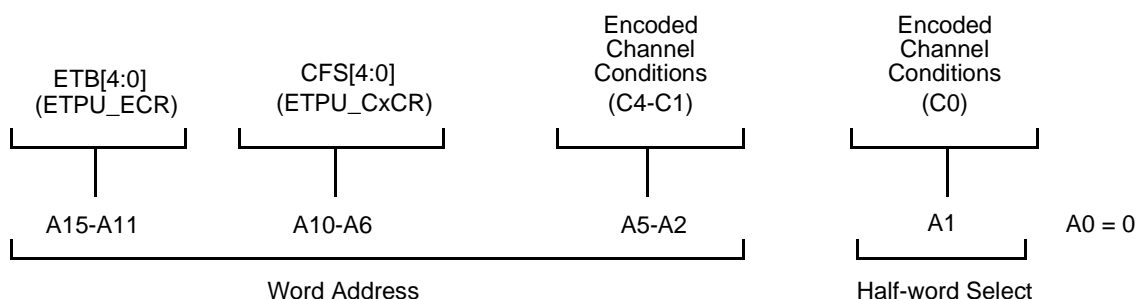 Encoded
Channel
Conditions
(C4-C1)
Encoded
Channel
Conditions
(C0)
ETB[4:0]
(ETPU_ECR)
CFS[4:0]
(ETPU_CxCR)
A15-A11
A10-A6
A5-A2
A1
A0 = 0
Word Address
Half-word Select